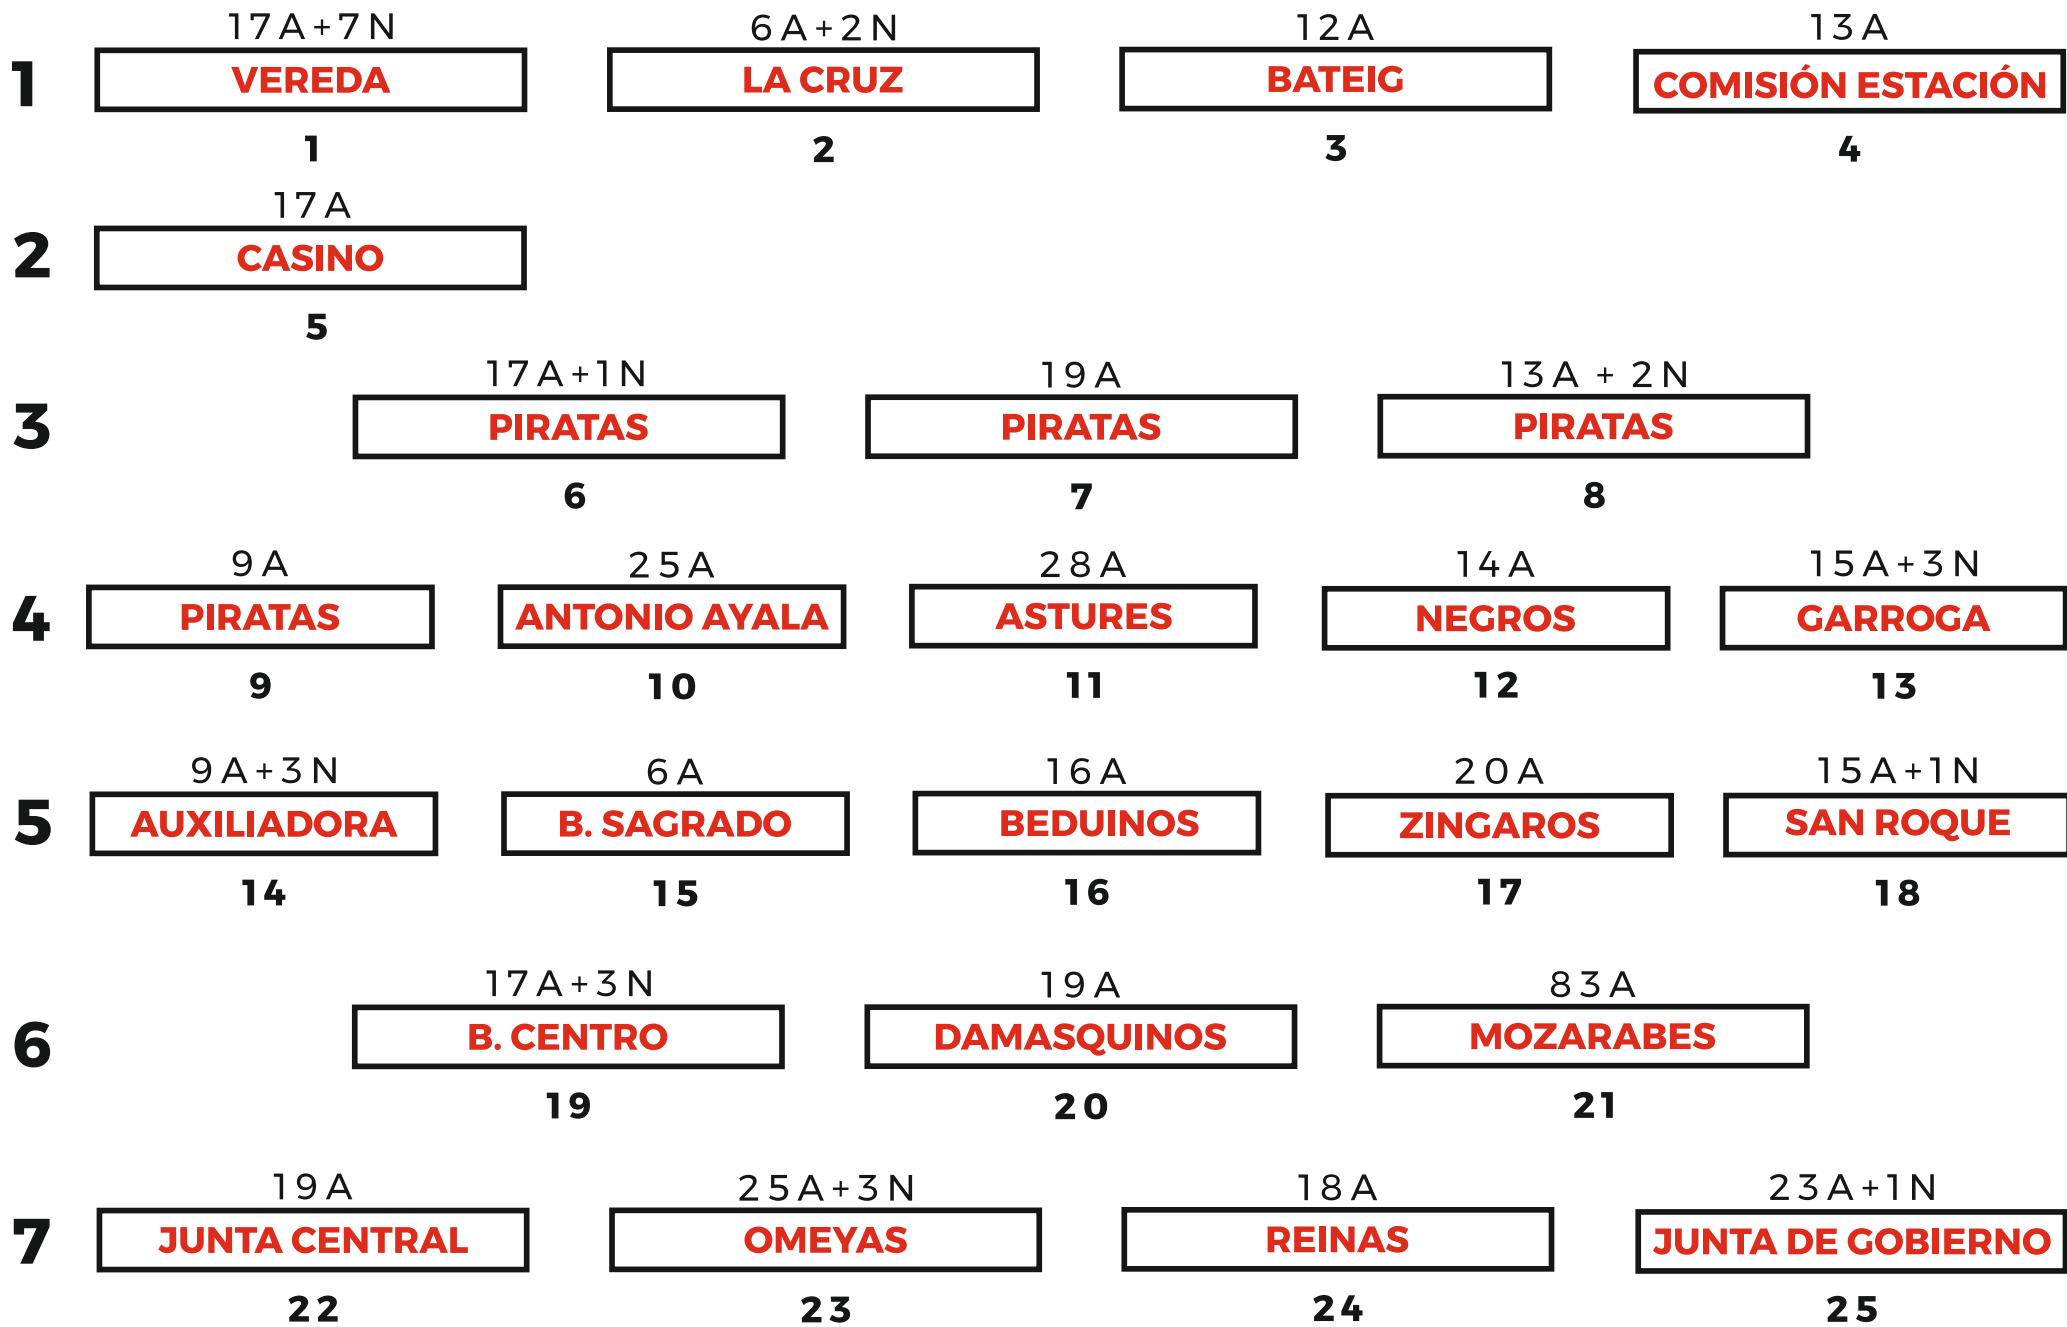 17A+7N 6A+2N 12A 13A
1 VEREDA LA CRUZ BATEIG COMISIÓN ESTACIÓN
1 2 3 4
17A
2 CASINO
5
17A+1N 19A 13A + 2N
3 PIRATAS PIRATAS PIRATAS
6 7 8
9A 25A 28A 14A 15A+3N
4 PIRATAS ANTONIO AYALA ASTURES NEGROS GARROGA
9 10 11 12 13
9A+3N 6A 16A 20A 15A+1N
5 AUXILIADORA B. SAGRADO BEDUINOS ZINGAROS SAN ROQUE
14 15 16 17 18
17A+3N 19A 83A
6 B. CENTRO DAMASQUINOS MOZARABES
19 20 21
19A 25A+3N 18A 23A+1N
7 JUNTA CENTRAL OMEYAS REINAS JUNTA DE GOBIERNO
22 23 24 25